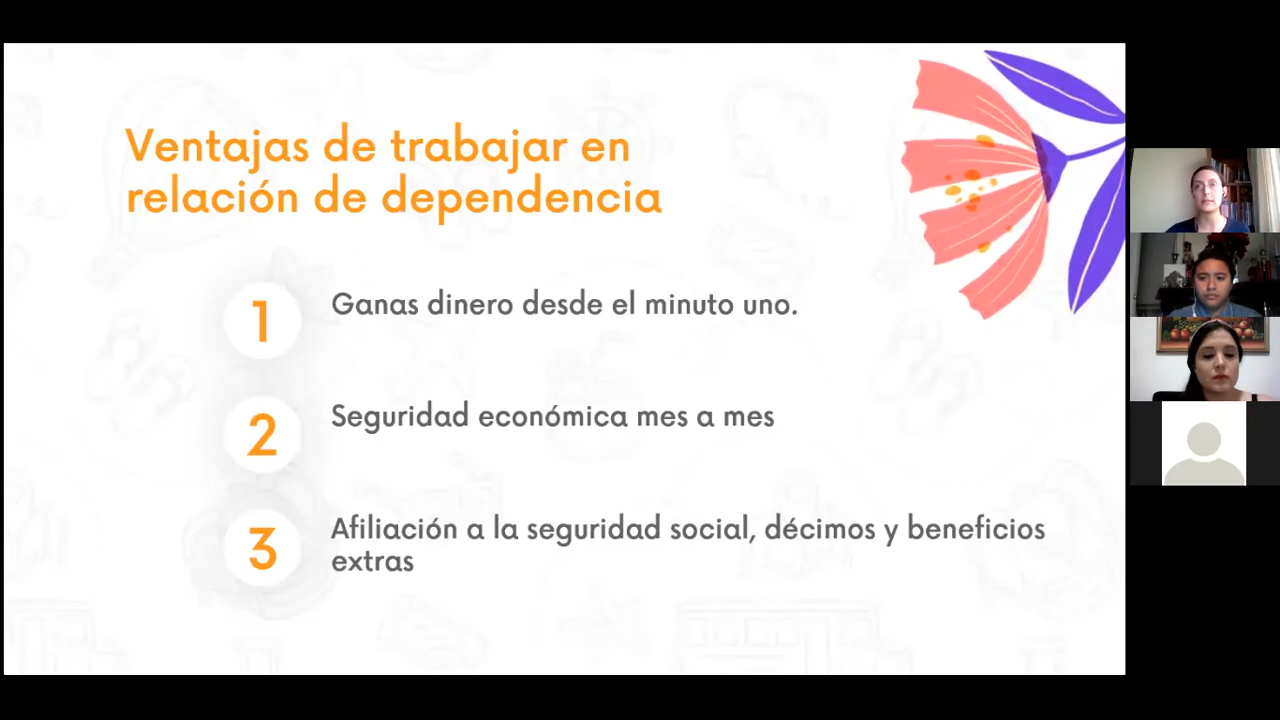 Ventajas de trabajar en
relación de dependencia
1
Ganas dinero desde el minuto uno.
2
Seguridad económica mes a mes
3
Afiliación a la seguridad social, décimos y beneficios
extras